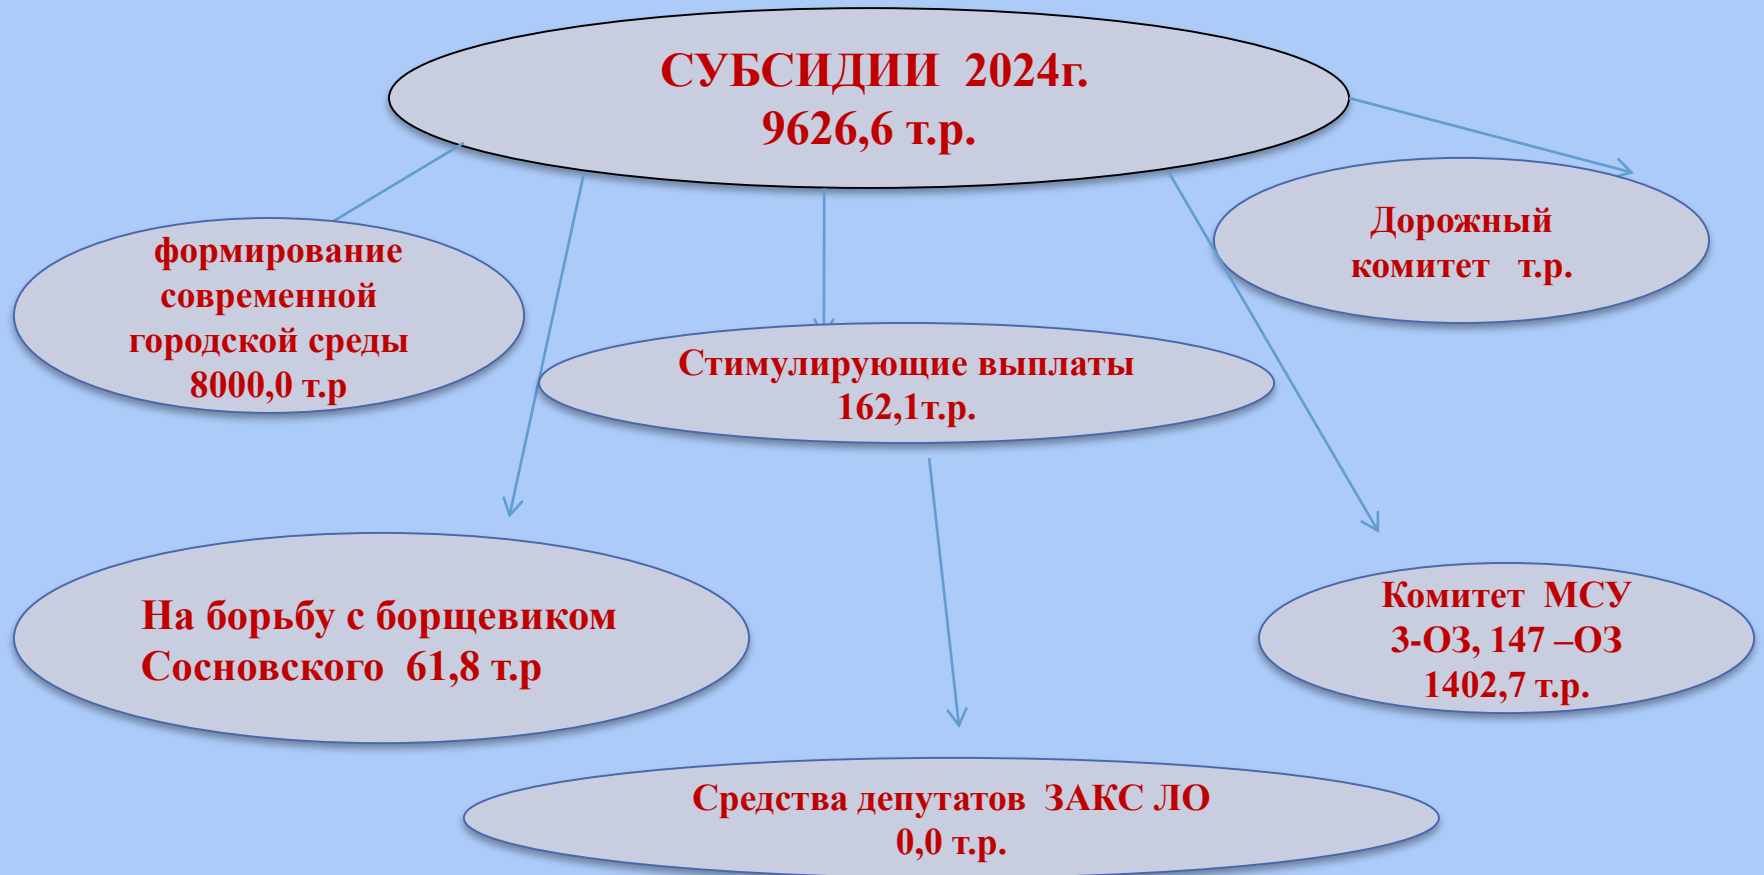 СУБСИДИИ 2024г.
9626,6 т.р.
формирование
современной
городской среды
8000,0 т.р
Дорожный
комитет т.р.
Стимулирующие выплаты
162,1т.р.
На борьбу с борщевиком
Сосновского 61,8 т.р
Комитет МСУ
3-ОЗ, 147 –ОЗ
1402,7 т.р.
Средства депутатов ЗАКС ЛО
0,0 т.р.